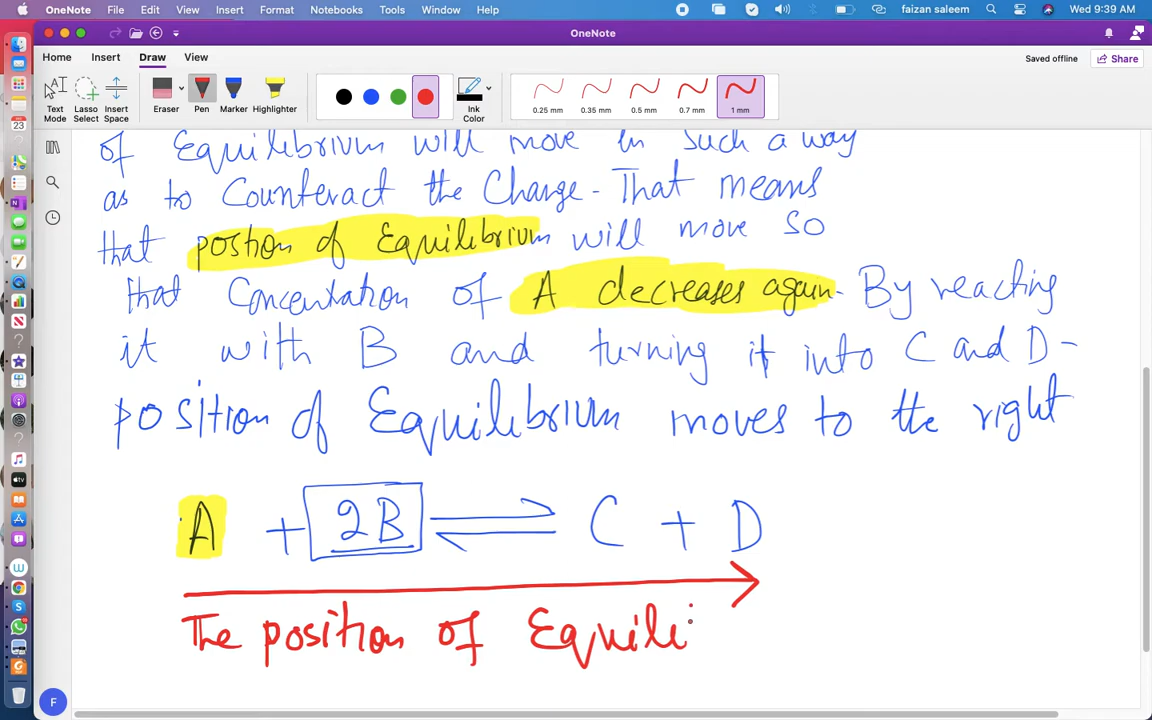 OneNote File Edit View Insert Format Notebooks Tools Window Help faizan saleem Wed 9:39 AM
OneNote
Home Insert Draw View Saved offline Share
Text Mode Lasso Select Insert Space Eraser Pen Marker Highlighter Ink Color 0.25 mm 0.35 mm 0.5 mm 0.7 mm 1 mm
of Equilibrium will move in such a way
as to Counteract the Change - That means
that postion of Equilibrium will move so
that Concentation of A decreases again - By reacting
it with B and turning it into C and D -
position of Equilibrium moves to the right
A + 2B ⇌ C + D
The position of Equili
F